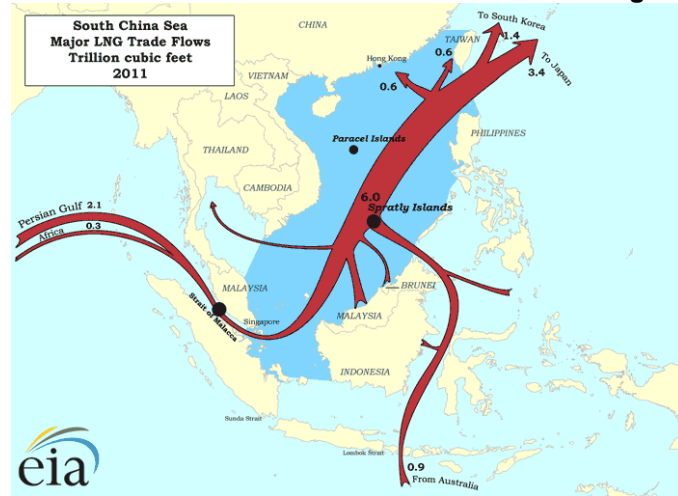 South China Sea
Major LNG Trade Flows
Trillion cubic feet
2011
CHINA
To South Korea
1.4
TAIWAN
0.6
To Japan
3.4
Hong Kong
0.6
VIETNAM
LAOS
Paracel Islands
PHILIPPINES
THAILAND
CAMBODIA
6.0
Spratly Islands
Persian Gulf 2.1
Africa
0.3
MALAYSIA
BRUNEI
Strait of Malacca
Singapore
MALAYSIA
INDONESIA
Sunda Strait
Lombok Strait
0.9
From Australia
eia